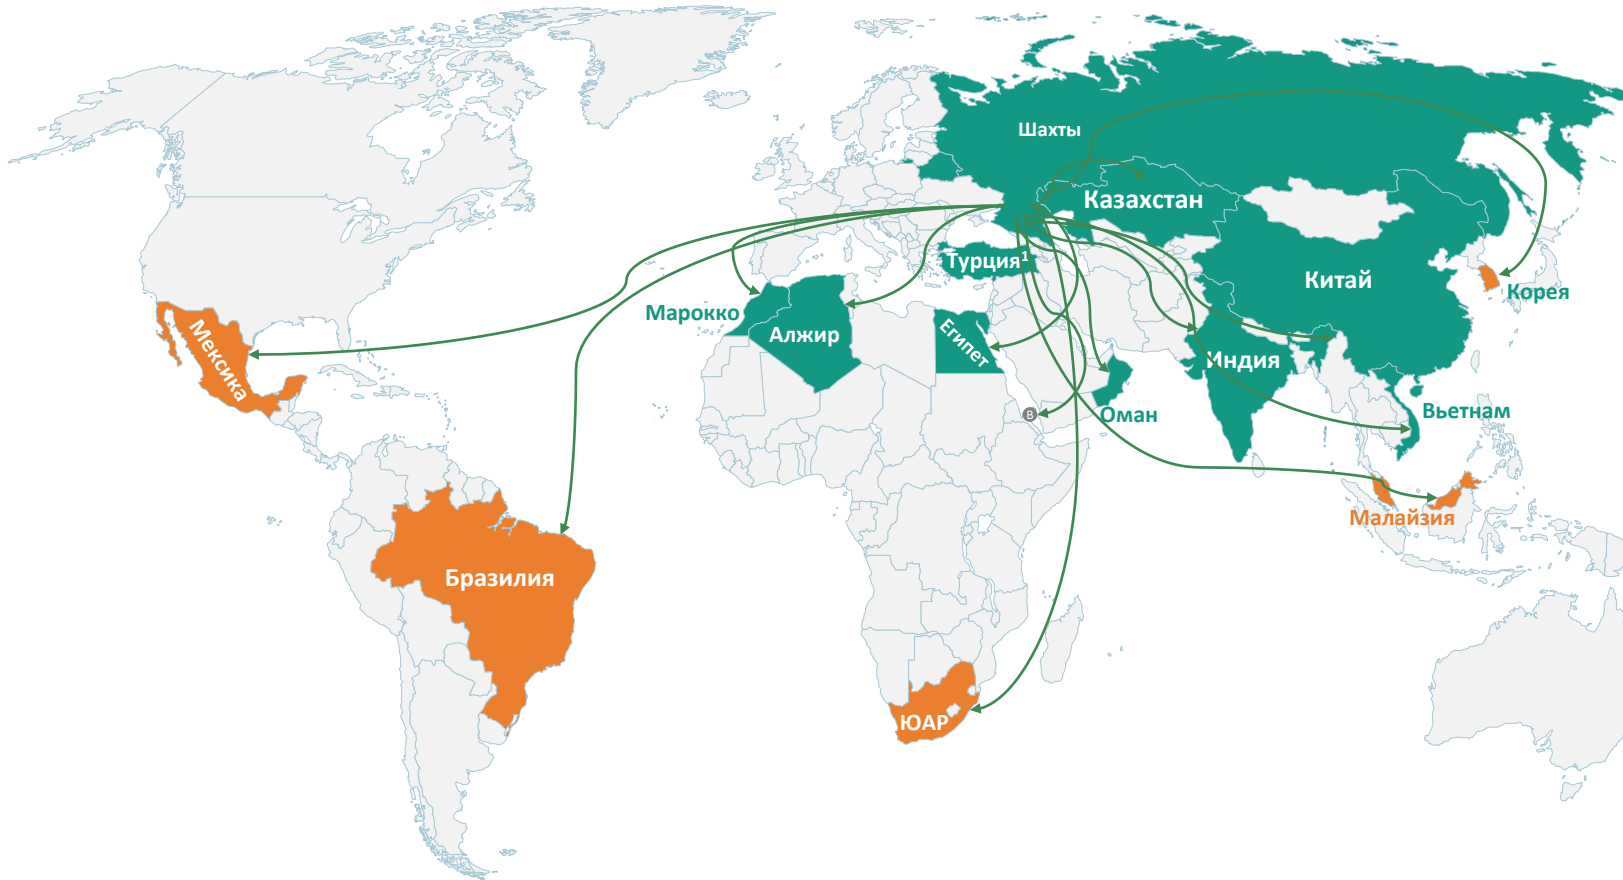 Шахты
Казахстан
Турция¹
Китай
Корея
Марокко
Алжир
Египет
Индия
Мексика
В
Оман
Вьетнам
Малайзия
Бразилия
ЮАР